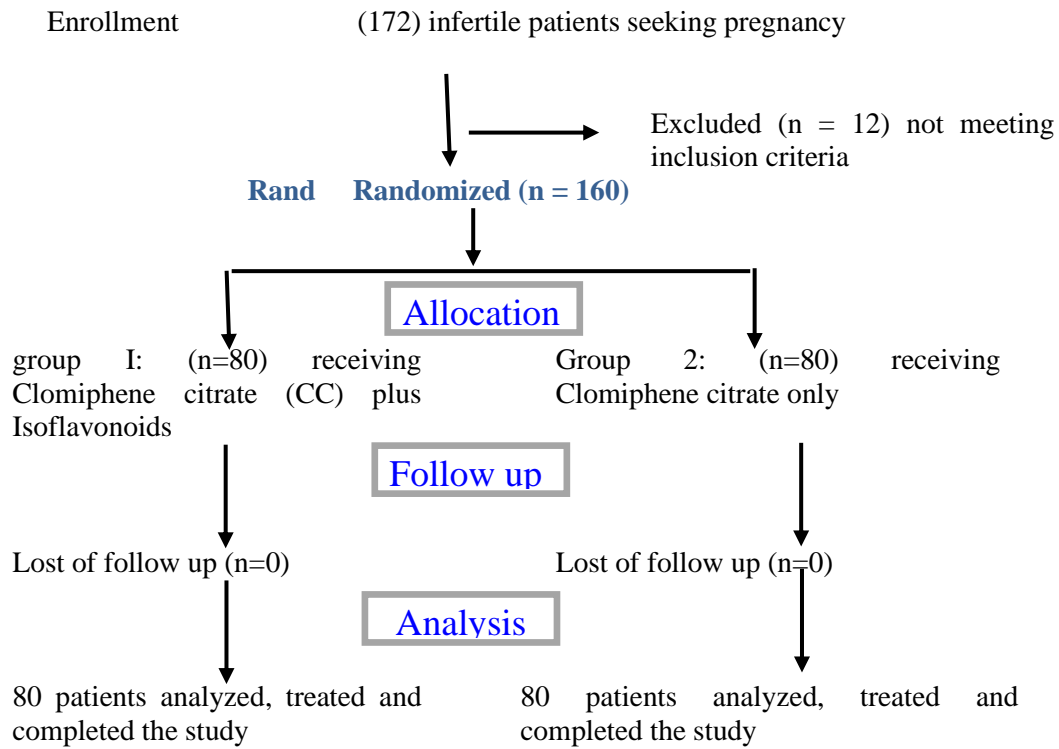 Enrollment (172) infertile patients seeking pregnancy
Excluded (n = 12) not meeting
inclusion criteria
Rand Randomized (n = 160)
Allocation
group I: (n=80) receiving
Clomiphene citrate (CC) plus
Isoflavonoids
Group 2: (n=80) receiving
Clomiphene citrate only
Follow up
Lost of follow up (n=0)
Lost of follow up (n=0)
Analysis
80 patients analyzed, treated and
completed the study
80 patients analyzed, treated and
completed the study